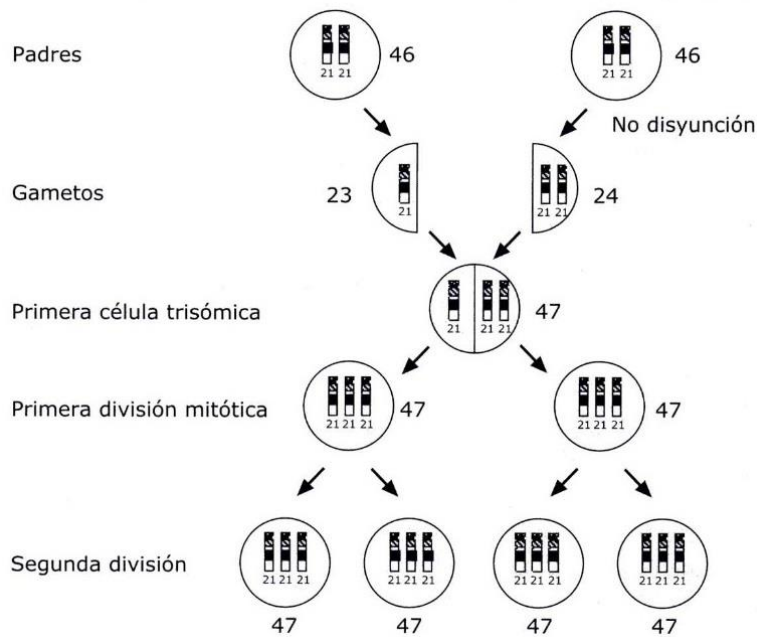 Padres
21 21
46
21 21
46
No disyunción
Gametos
23
21
21 21
24
Primera célula trisómica
21
21 21
47
Primera división mitótica
21 21 21
47
21 21 21
47
Segunda división
21 21 21
21 21 21
21 21 21
21 21 21
47
47
47
47